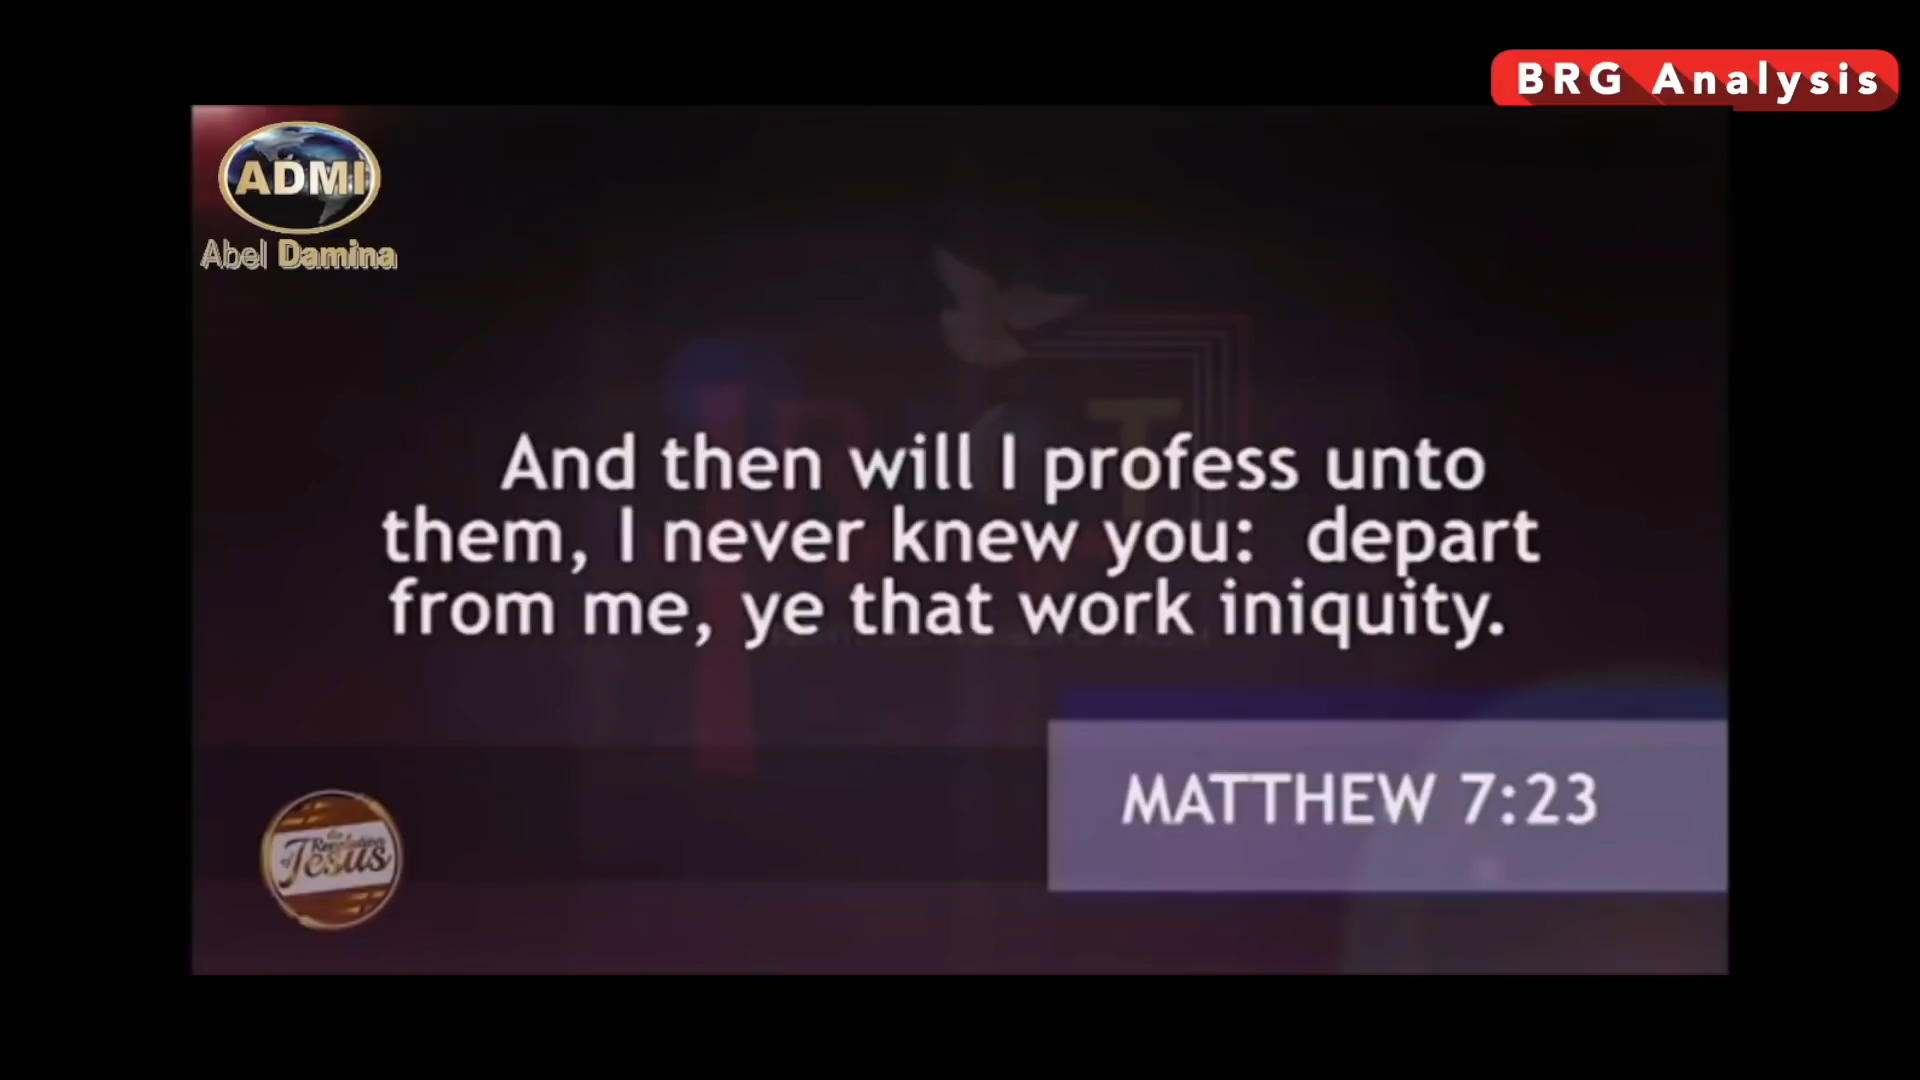 BRG Analysis
ADMI
Abel Damina
And then will I profess unto
them, I never knew you: depart
from me, ye that work iniquity.
MATTHEW 7:23
Jesus